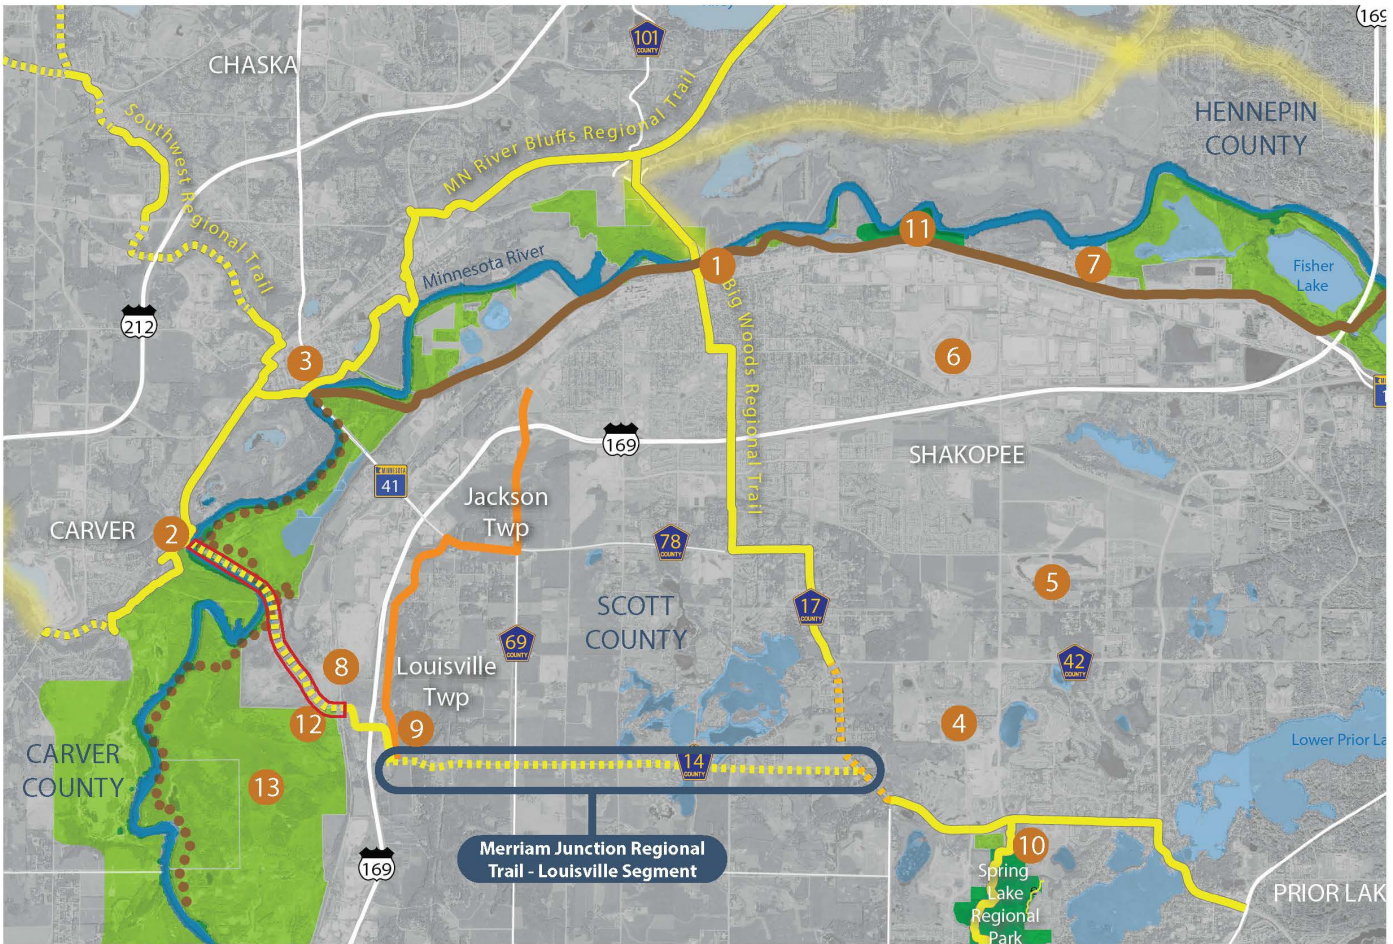 169
101
COUNTY
CHASKA
HENNEPIN
COUNTY
MN River Bluffs Regional Trail
Southwest Regional Trail
Minnesota River
11
1
7
Fisher
Lake
212
3
6
Big Woods Regional Trail
169
SHAKOPEE
MINNESOTA
41
Jackson
Twp
CARVER
2
78
COUNTY
5
SCOTT
COUNTY
17
COUNTY
69
COUNTY
42
COUNTY
8
Louisville
Twp
12
9
4
CARVER
COUNTY
13
14
COUNTY
Lower Prior La
Merriam Junction Regional
Trail - Louisville Segment
169
10
Spring
Lake
Regional
Park
PRIOR LAK